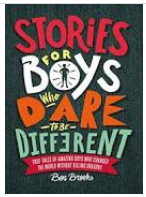 STORIES
FOR
BOYS
Who
DARE
TO BE
DIFFERENT
TRUE TALES OF AMAZING BOYS WHO CHANGED
THE WORLD WITHOUT KILLING DRAGONS
Ben Brooks